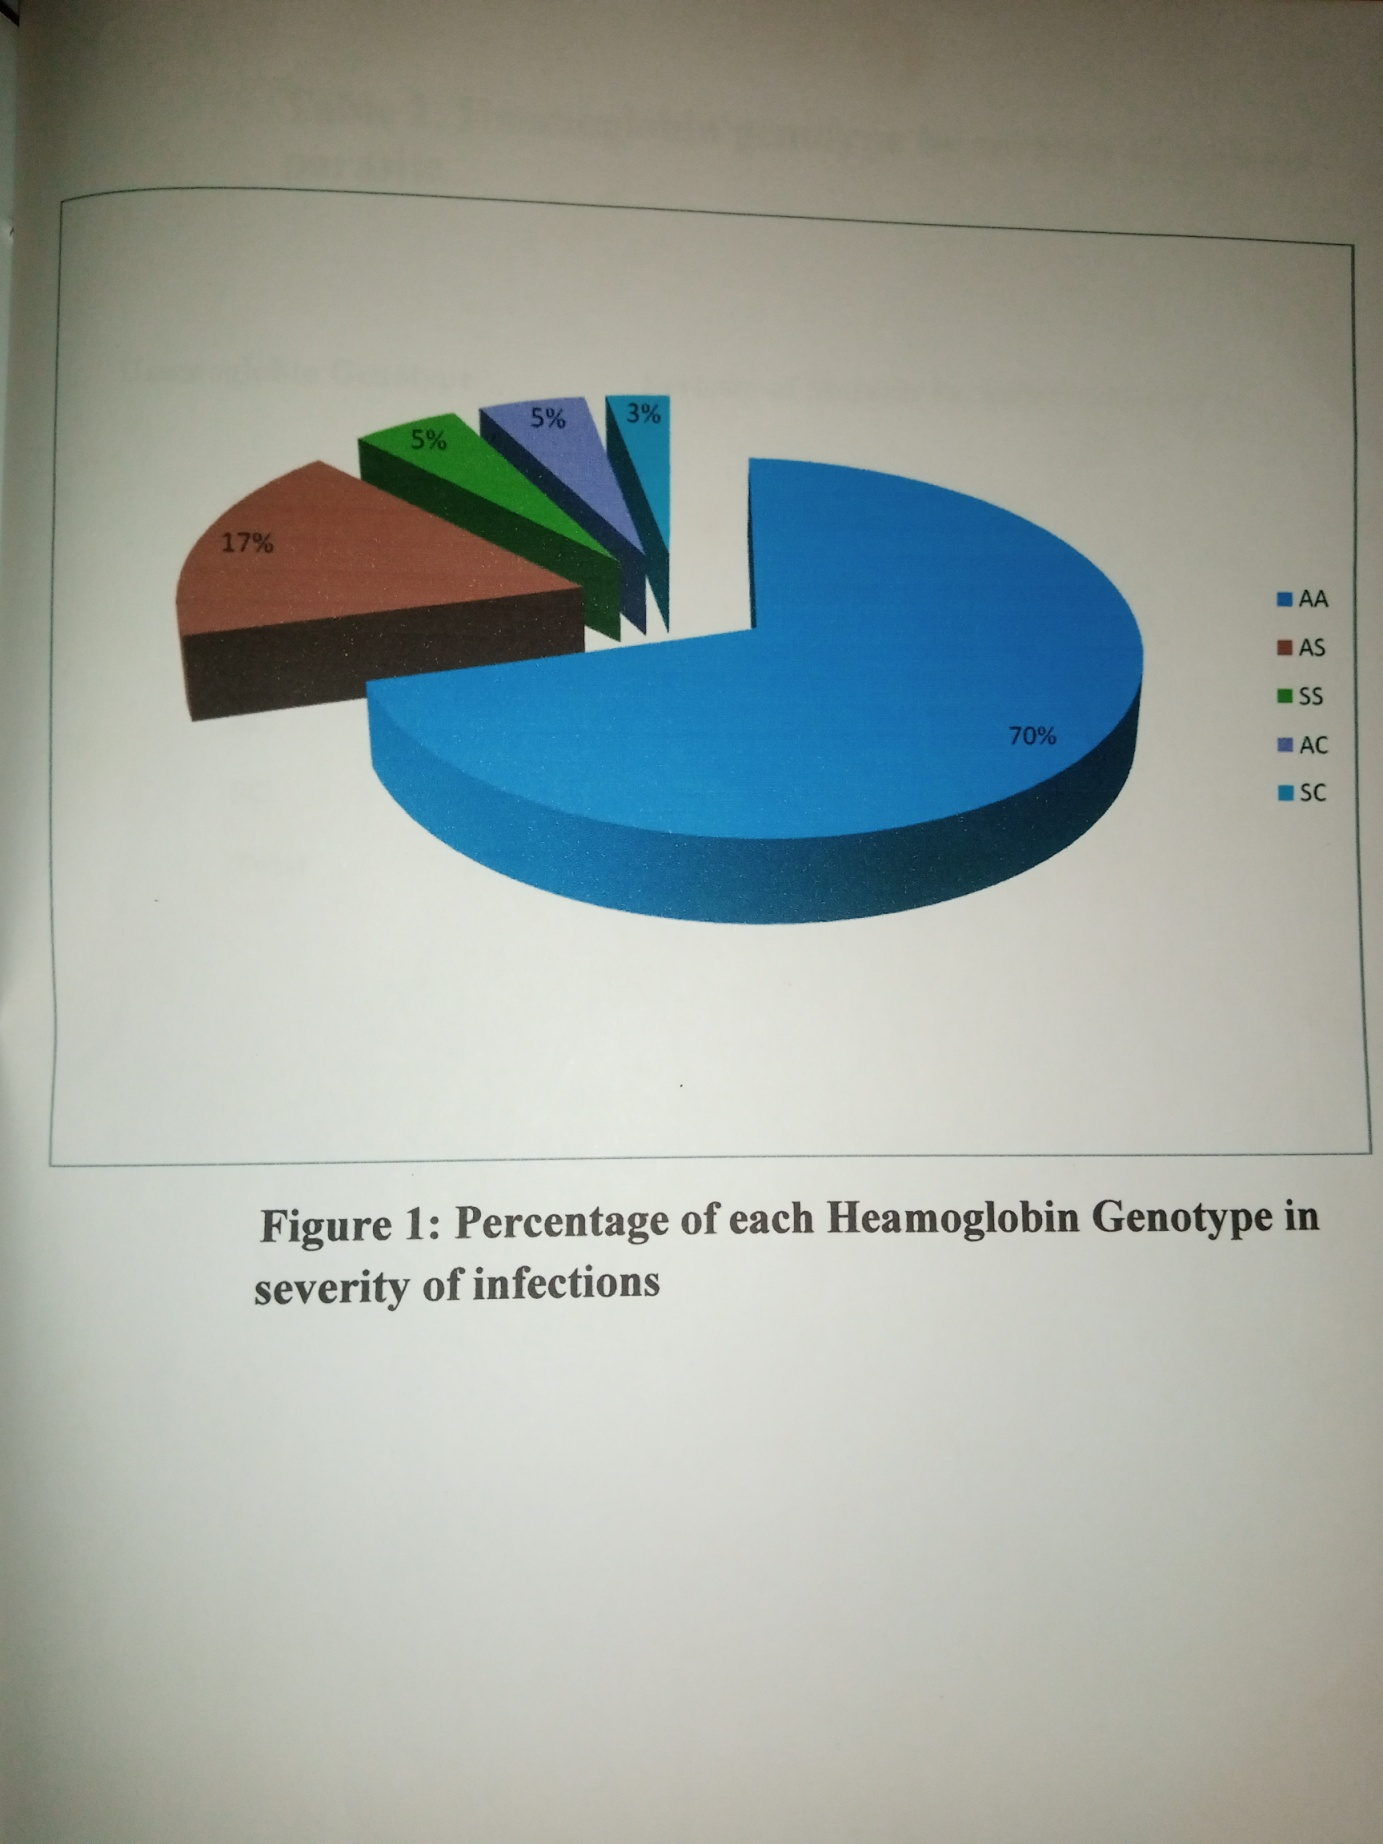 5%
5%
3%
17%
70%
AA
AS
SS
AC
SC
Figure 1: Percentage of each Heamoglobin Genotype in
severity of infections